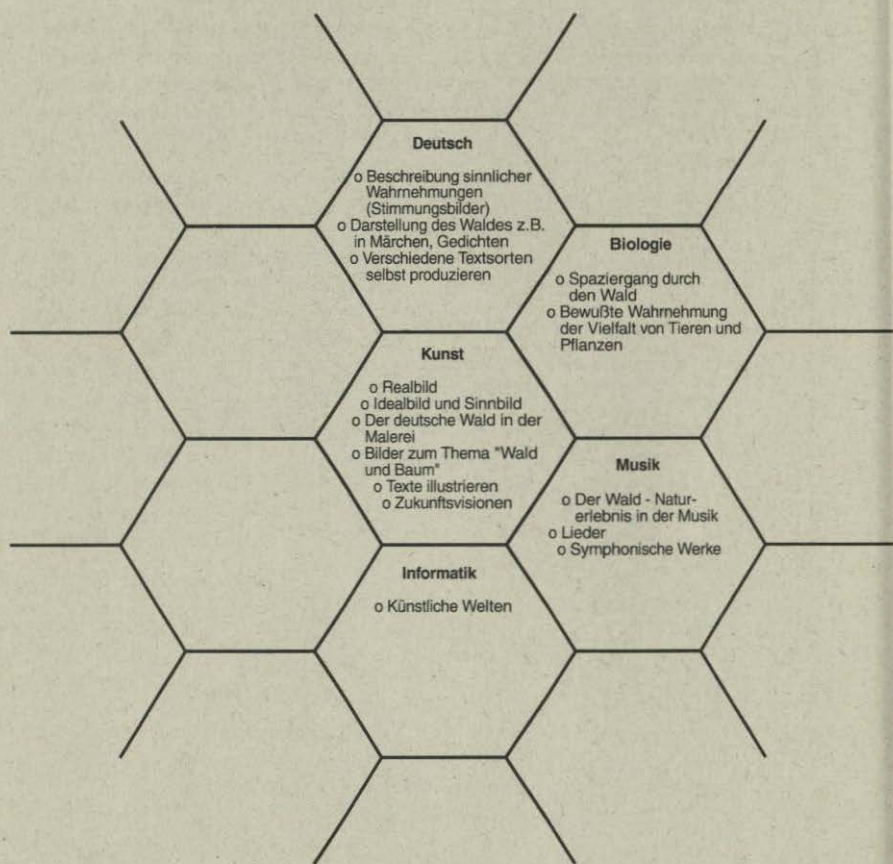 Deutsch
o Beschreibung sinnlicher
Wahrnehmungen
(Stimmungsbilder)
o Darstellung des Waldes z.B.
in Märchen, Gedichten
o Verschiedene Textsorten
selbst produzieren
Biologie
o Spaziergang durch
den Wald
o Bewußte Wahrnehmung
der Vielfalt von Tieren und
Pflanzen
Kunst
o Realbild
o Idealbild und Sinnbild
o Der deutsche Wald in der
Malerei
o Bilder zum Thema "Wald
und Baum"
o Texte illustrieren
o Zukunftsvisionen
Musik
o Der Wald - Natur-
erlebnis in der Musik
o Lieder
o Symphonische Werke
Informatik
o Künstliche Welten